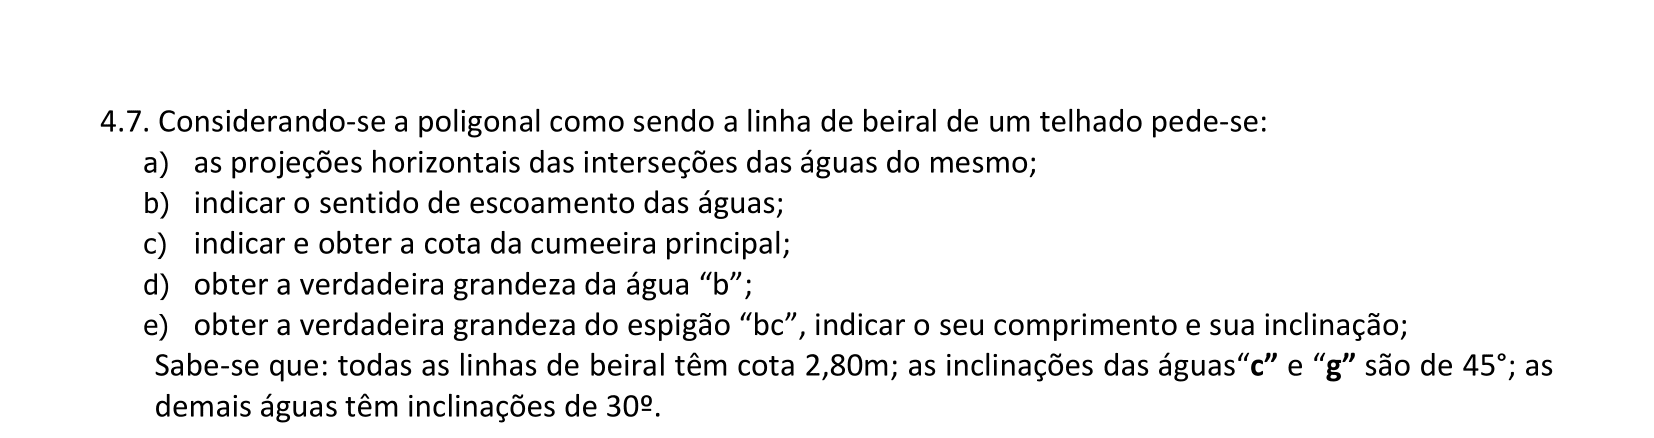 4.7. Considerando-se a poligonal como sendo a linha de beiral de um telhado pede-se:
a) as projeções horizontais das interseções das águas do mesmo;
b) indicar o sentido de escoamento das águas;
c) indicar e obter a cota da cumeeira principal;
d) obter a verdadeira grandeza da água “b”;
e) obter a verdadeira grandeza do espigão “bc”, indicar o seu comprimento e sua inclinação;
Sabe-se que: todas as linhas de beiral têm cota 2,80m; as inclinações das águas“c” e “g” são de 45°; as
demais águas têm inclinações de 30º.